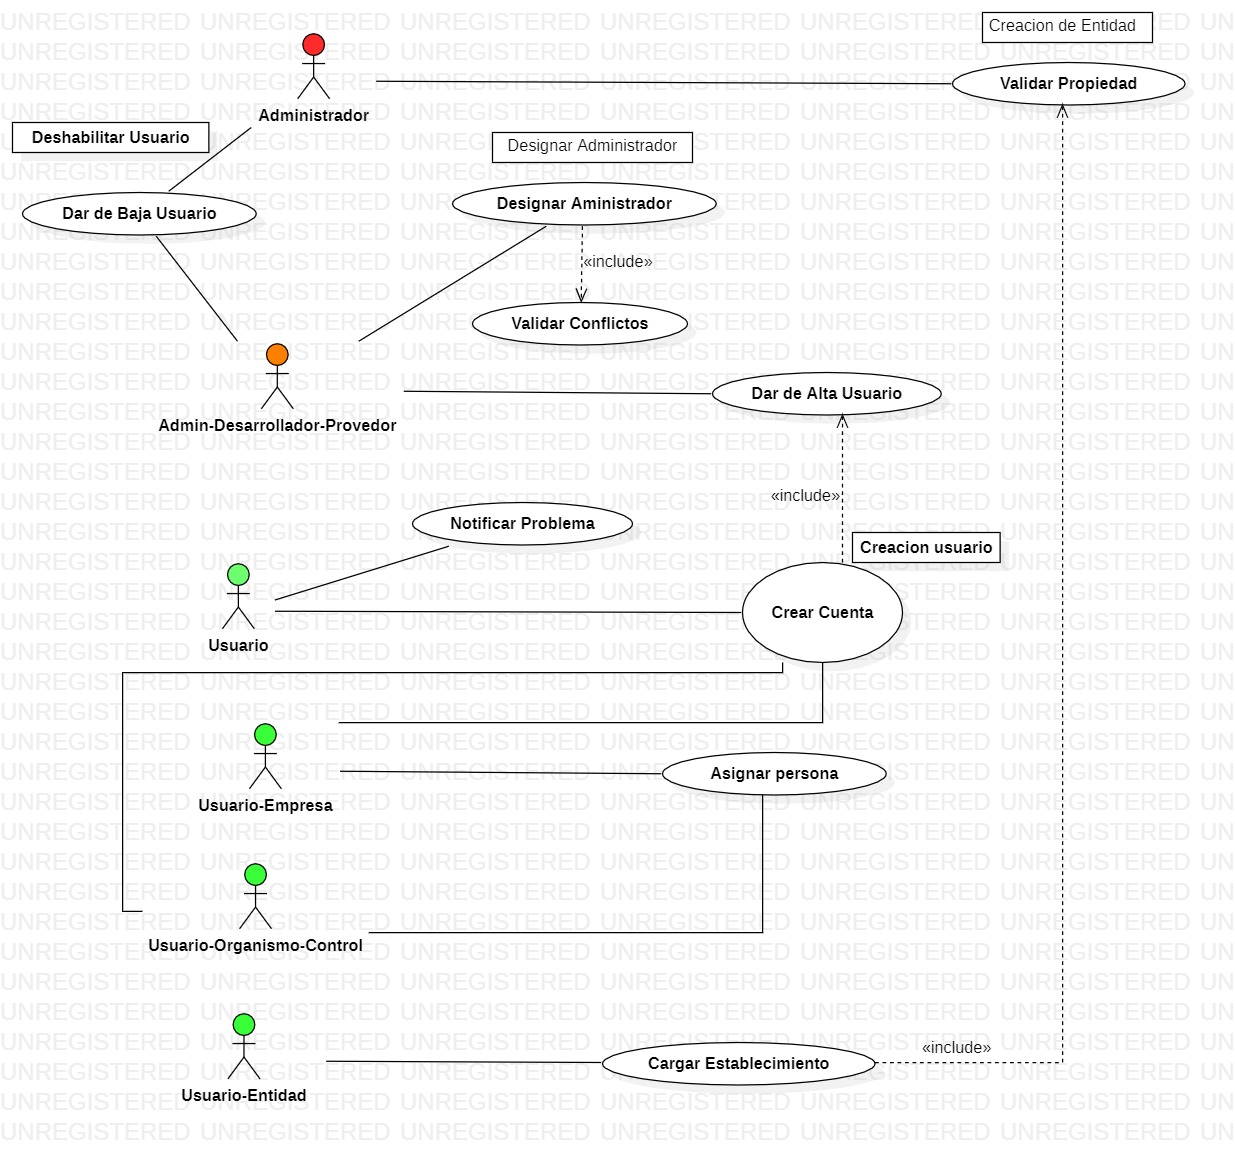 Creacion de Entidad
Validar Propiedad
Administrador
Deshabilitar Usuario
Designar Administrador
Dar de Baja Usuario
Designar Aministrador
«include»
Validar Conflictos
Admin-Desarrollador-Provedor
Dar de Alta Usuario
«include»
Notificar Problema
Creacion usuario
Usuario
Crear Cuenta
Usuario-Empresa
Asignar persona
Usuario-Organismo-Control
Usuario-Entidad
Cargar Establecimiento
«include»
UNREGISTERED